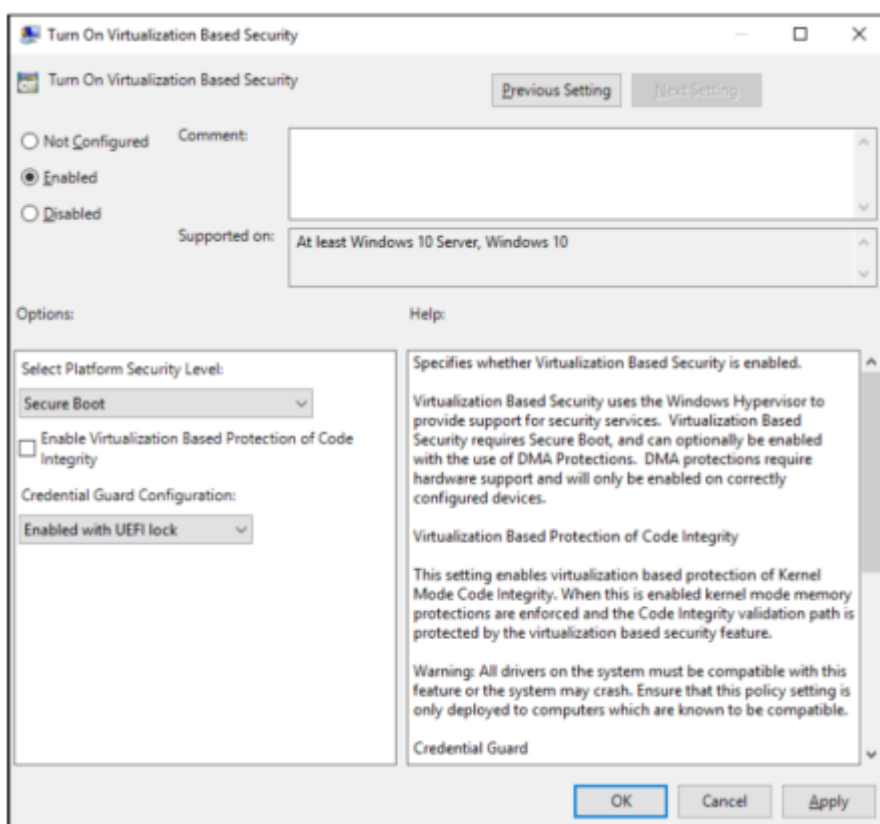 Turn On Virtualization Based Security
Turn On Virtualization Based Security
Previous Setting
Next Setting
Not Configured
Comment:
Enabled
Disabled
Supported on:
At least Windows 10 Server, Windows 10
Options:
Help:
Select Platform Security Level:
Secure Boot
Enable Virtualization Based Protection of Code
Integrity
Credential Guard Configuration:
Enabled with UEFI lock
Specifies whether Virtualization Based Security is enabled.
Virtualization Based Security uses the Windows Hypervisor to
provide support for security services. Virtualization Based
Security requires Secure Boot, and can optionally be enabled
with the use of DMA Protections. DMA protections require
hardware support and will only be enabled on correctly
configured devices.
Virtualization Based Protection of Code Integrity
This setting enables virtualization based protection of Kernel
Mode Code Integrity. When this is enabled kernel mode memory
protections are enforced and the Code Integrity validation path is
protected by the virtualization based security feature.
Warning: All drivers on the system must be compatible with this
feature or the system may crash. Ensure that this policy setting is
only deployed to computers which are known to be compatible.
Credential Guard
OK
Cancel
Apply